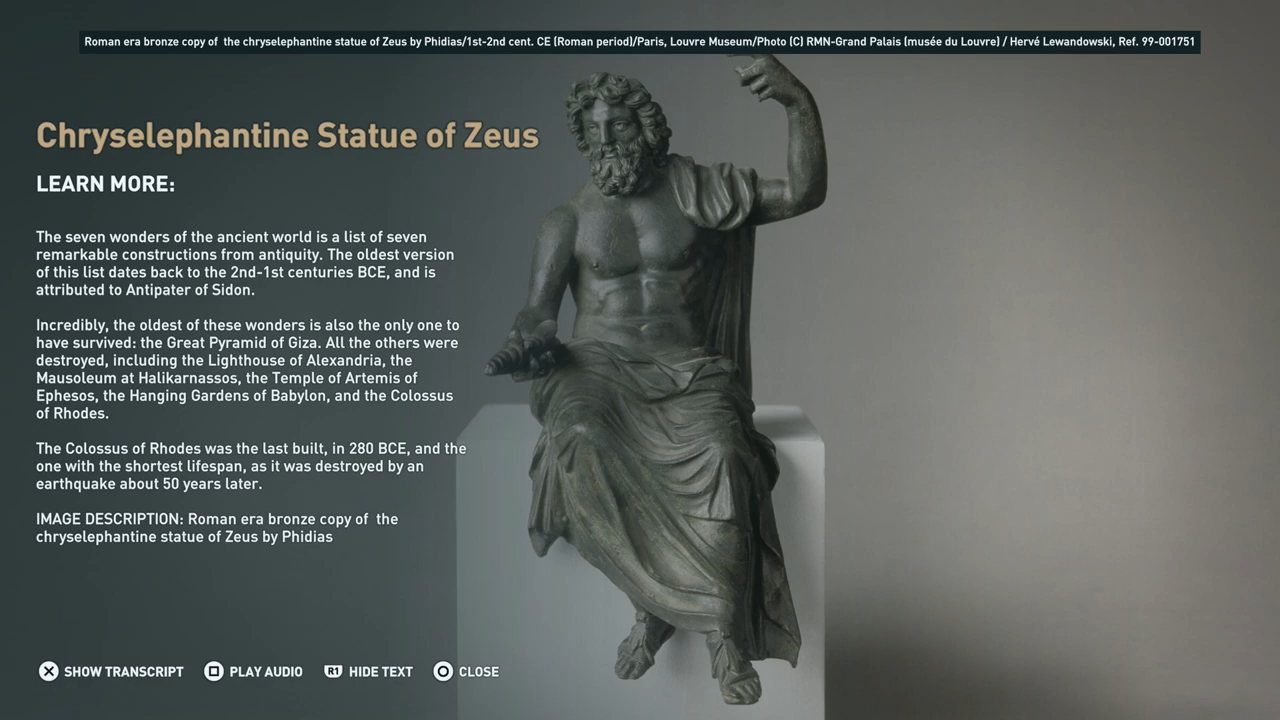 Roman era bronze copy of  the chryselephantine statue of Zeus by Phidias/1st-2nd cent. CE (Roman period)/Paris, Louvre Museum/Photo (C) RMN-Grand Palais (musée du Louvre) / Hervé Lewandowski, Ref. 99-001751
Chryselephantine Statue of Zeus
LEARN MORE:
The seven wonders of the ancient world is a list of seven
remarkable constructions from antiquity. The oldest version
of this list dates back to the 2nd-1st centuries BCE, and is
attributed to Antipater of Sidon.
Incredibly, the oldest of these wonders is also the only one to
have survived: the Great Pyramid of Giza. All the others were
destroyed, including the Lighthouse of Alexandria, the
Mausoleum at Halikarnassos, the Temple of Artemis of
Ephesos, the Hanging Gardens of Babylon, and the Colossus
of Rhodes.
The Colossus of Rhodes was the last built, in 280 BCE, and the
one with the shortest lifespan, as it was destroyed by an
earthquake about 50 years later.
IMAGE DESCRIPTION: Roman era bronze copy of  the
chryselephantine statue of Zeus by Phidias
SHOW TRANSCRIPT PLAY AUDIO R1 HIDE TEXT CLOSE